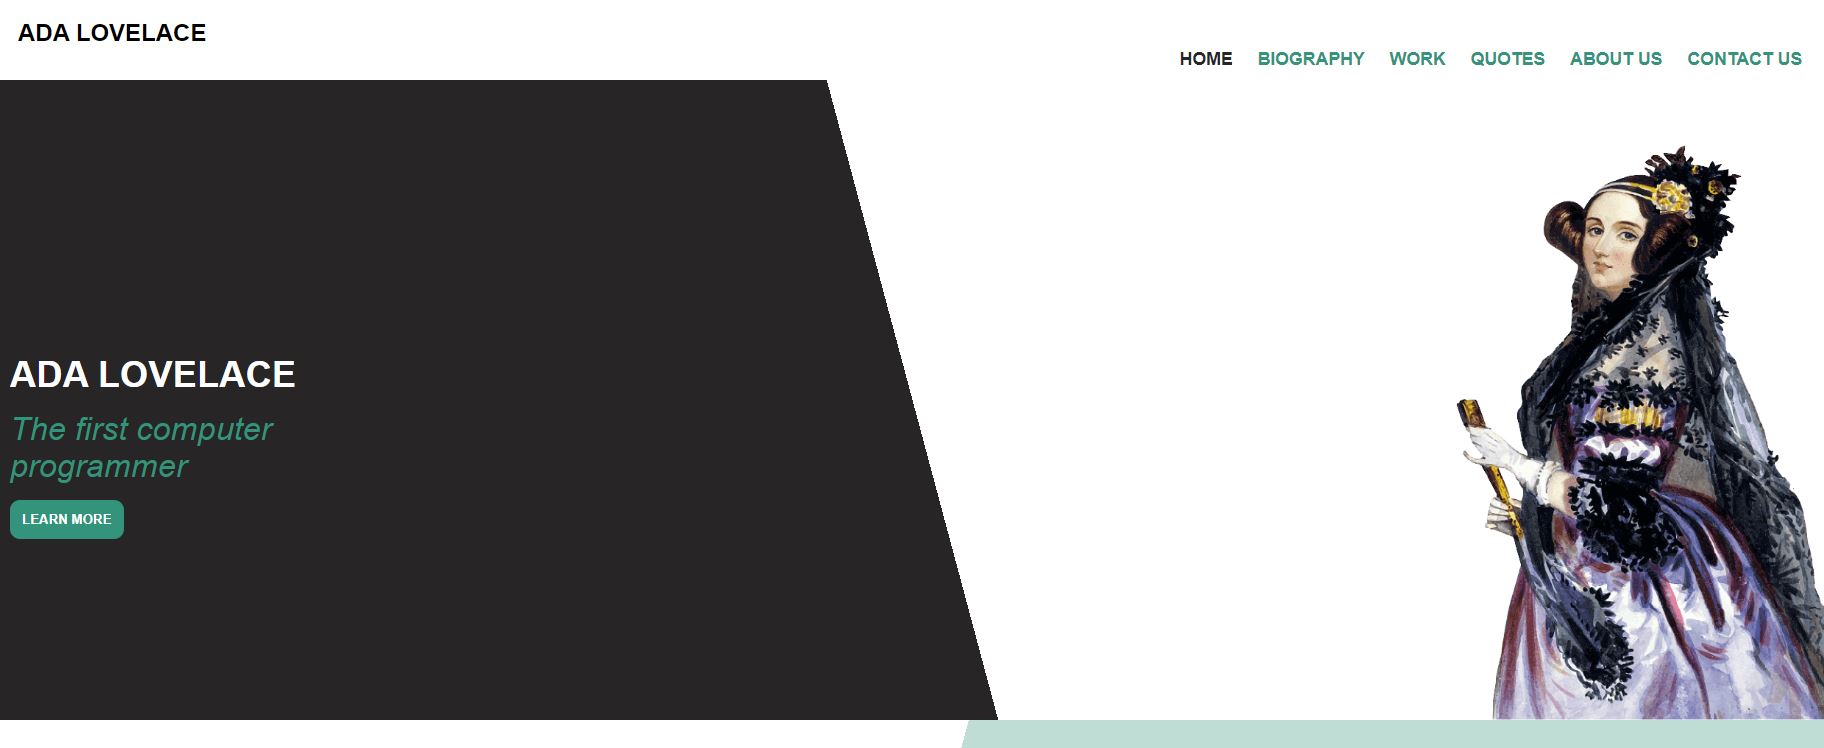 ADA LOVELACE
HOME BIOGRAPHY WORK QUOTES ABOUT US CONTACT US
ADA LOVELACE
The first computer
programmer
LEARN MORE